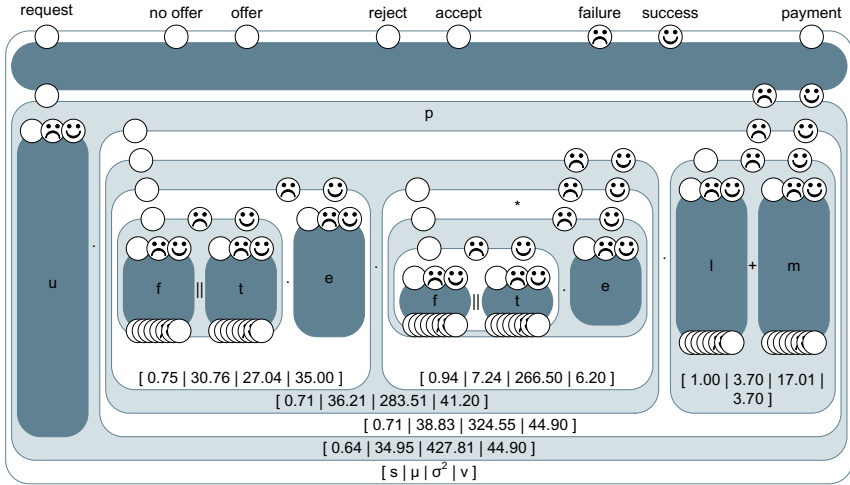 request no offer offer reject accept failure success payment
p
*
u . f || t . e . f || t . e . l + m
[ 0.75 | 30.76 | 27.04 | 35.00 ] [ 0.94 | 7.24 | 266.50 | 6.20 ] [ 1.00 | 3.70 | 17.01 |
3.70 ]
[ 0.71 | 36.21 | 283.51 | 41.20 ]
[ 0.71 | 38.83 | 324.55 | 44.90 ]
[ 0.64 | 34.95 | 427.81 | 44.90 ]
[ s | μ | σ² | v ]